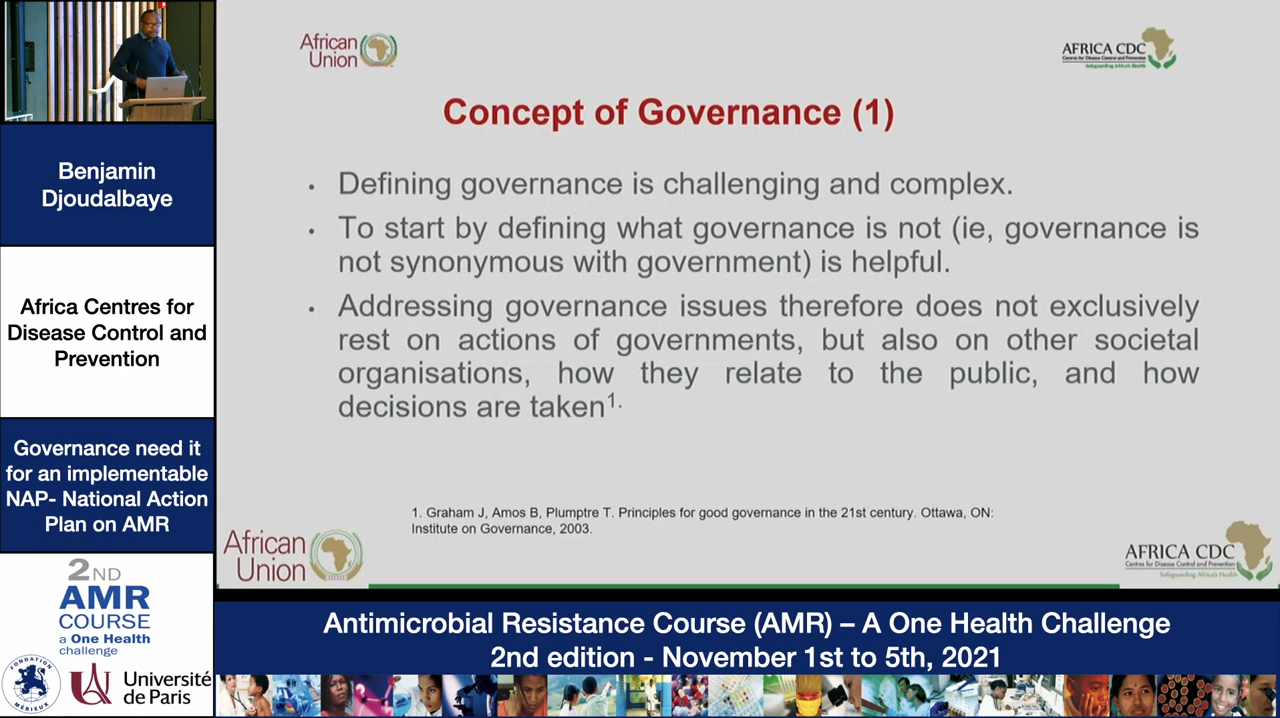 African
Union
AFRICA CDC
Centres for Disease Control and Prevention
Safeguarding Africa's Health
Concept of Governance (1)
• Defining governance is challenging and complex.
• To start by defining what governance is not (ie, governance is
not synonymous with government) is helpful.
• Addressing governance issues therefore does not exclusively
rest on actions of governments, but also on other societal
organisations, how they relate to the public, and how
decisions are taken1.
1. Graham J, Amos B, Plumptre T. Principles for good governance in the 21st century. Ottawa, ON:
Institute on Governance, 2003.
African
Union
AFRICA CDC
Centres for Disease Control and Prevention
Safeguarding Africa's Health
Benjamin
Djoudalbaye
Africa Centres for
Disease Control and
Prevention
Governance need it
for an implementable
NAP- National Action
Plan on AMR
2ND
AMR
COURSE
a One Health
challenge
FONDATION
MÉRIEUX
Université
de Paris
Antimicrobial Resistance Course (AMR) – A One Health Challenge
2nd edition - November 1st to 5th, 2021